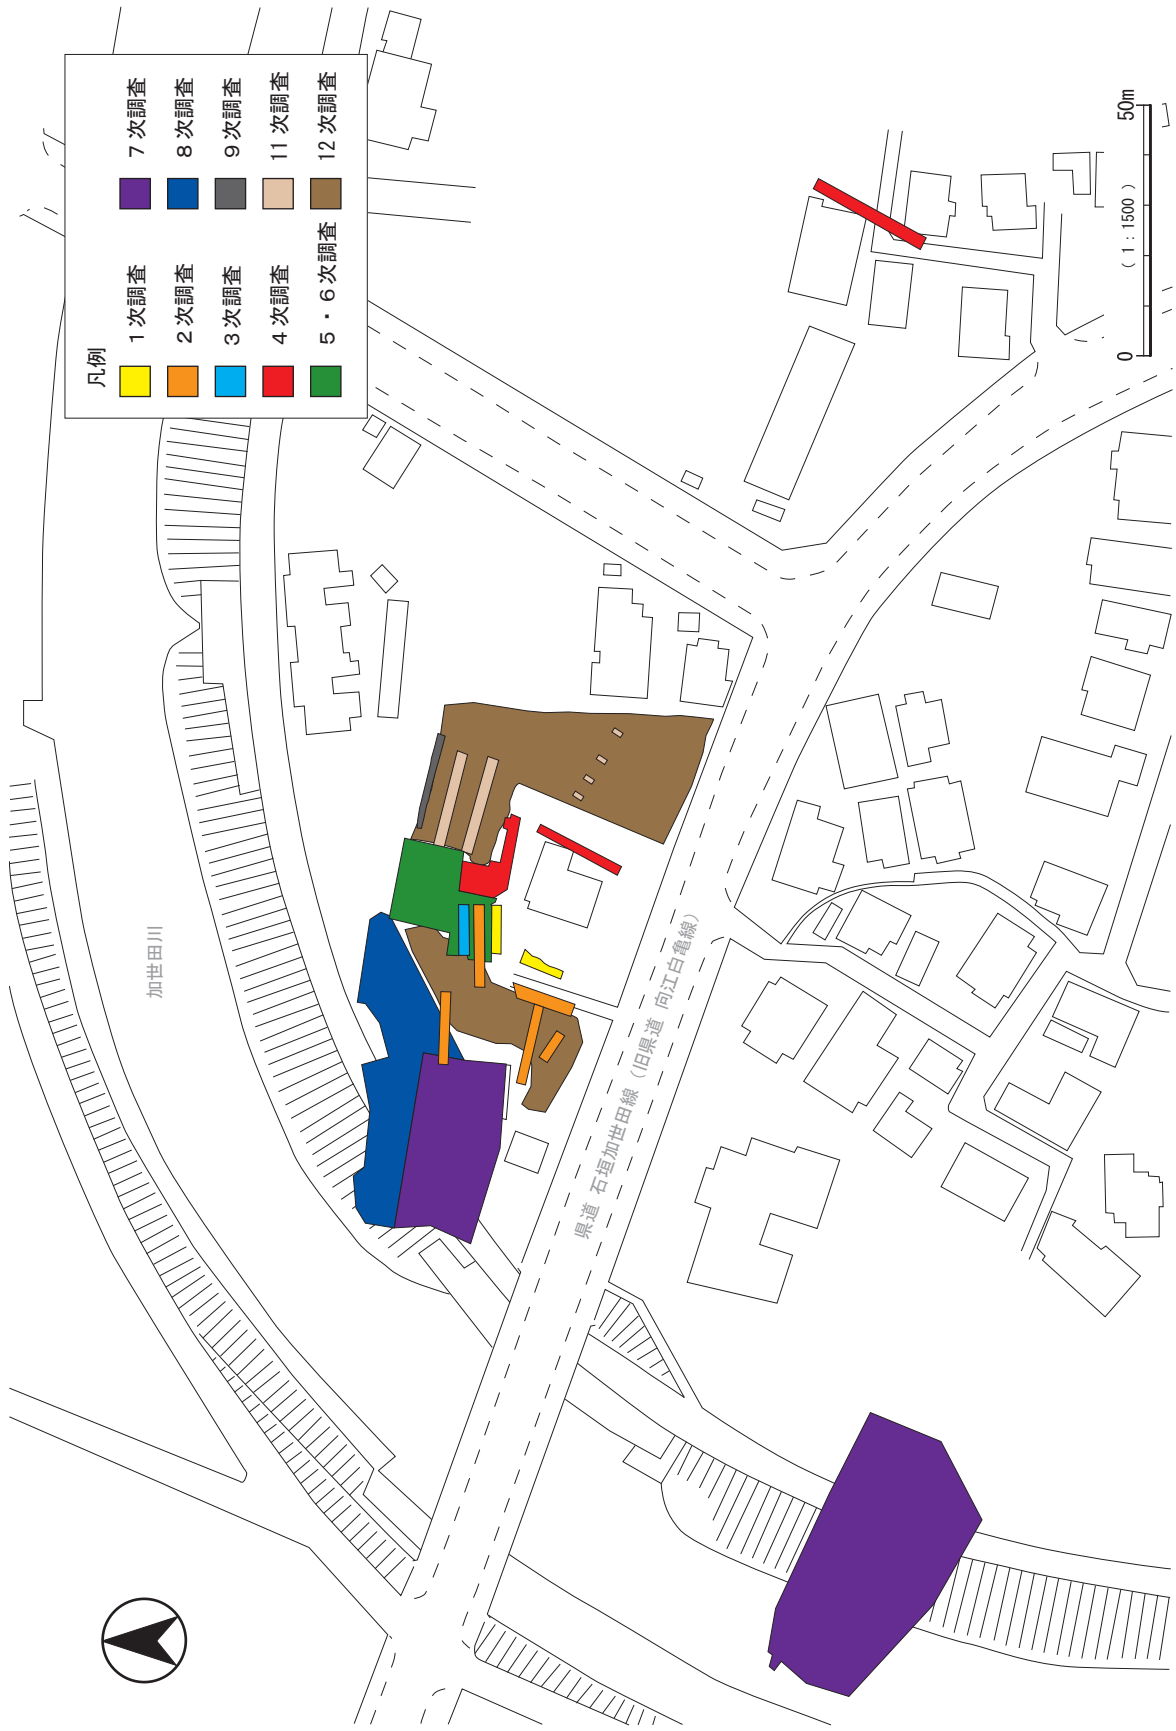 凡例
1次調査
2次調査
3次調査
4次調査
5・6次調査
7次調査
8次調査
9次調査
11次調査
12次調査
加世田川
県道 石垣加世田線（旧県道 向江白亀線）
0 50m
（1：1500）